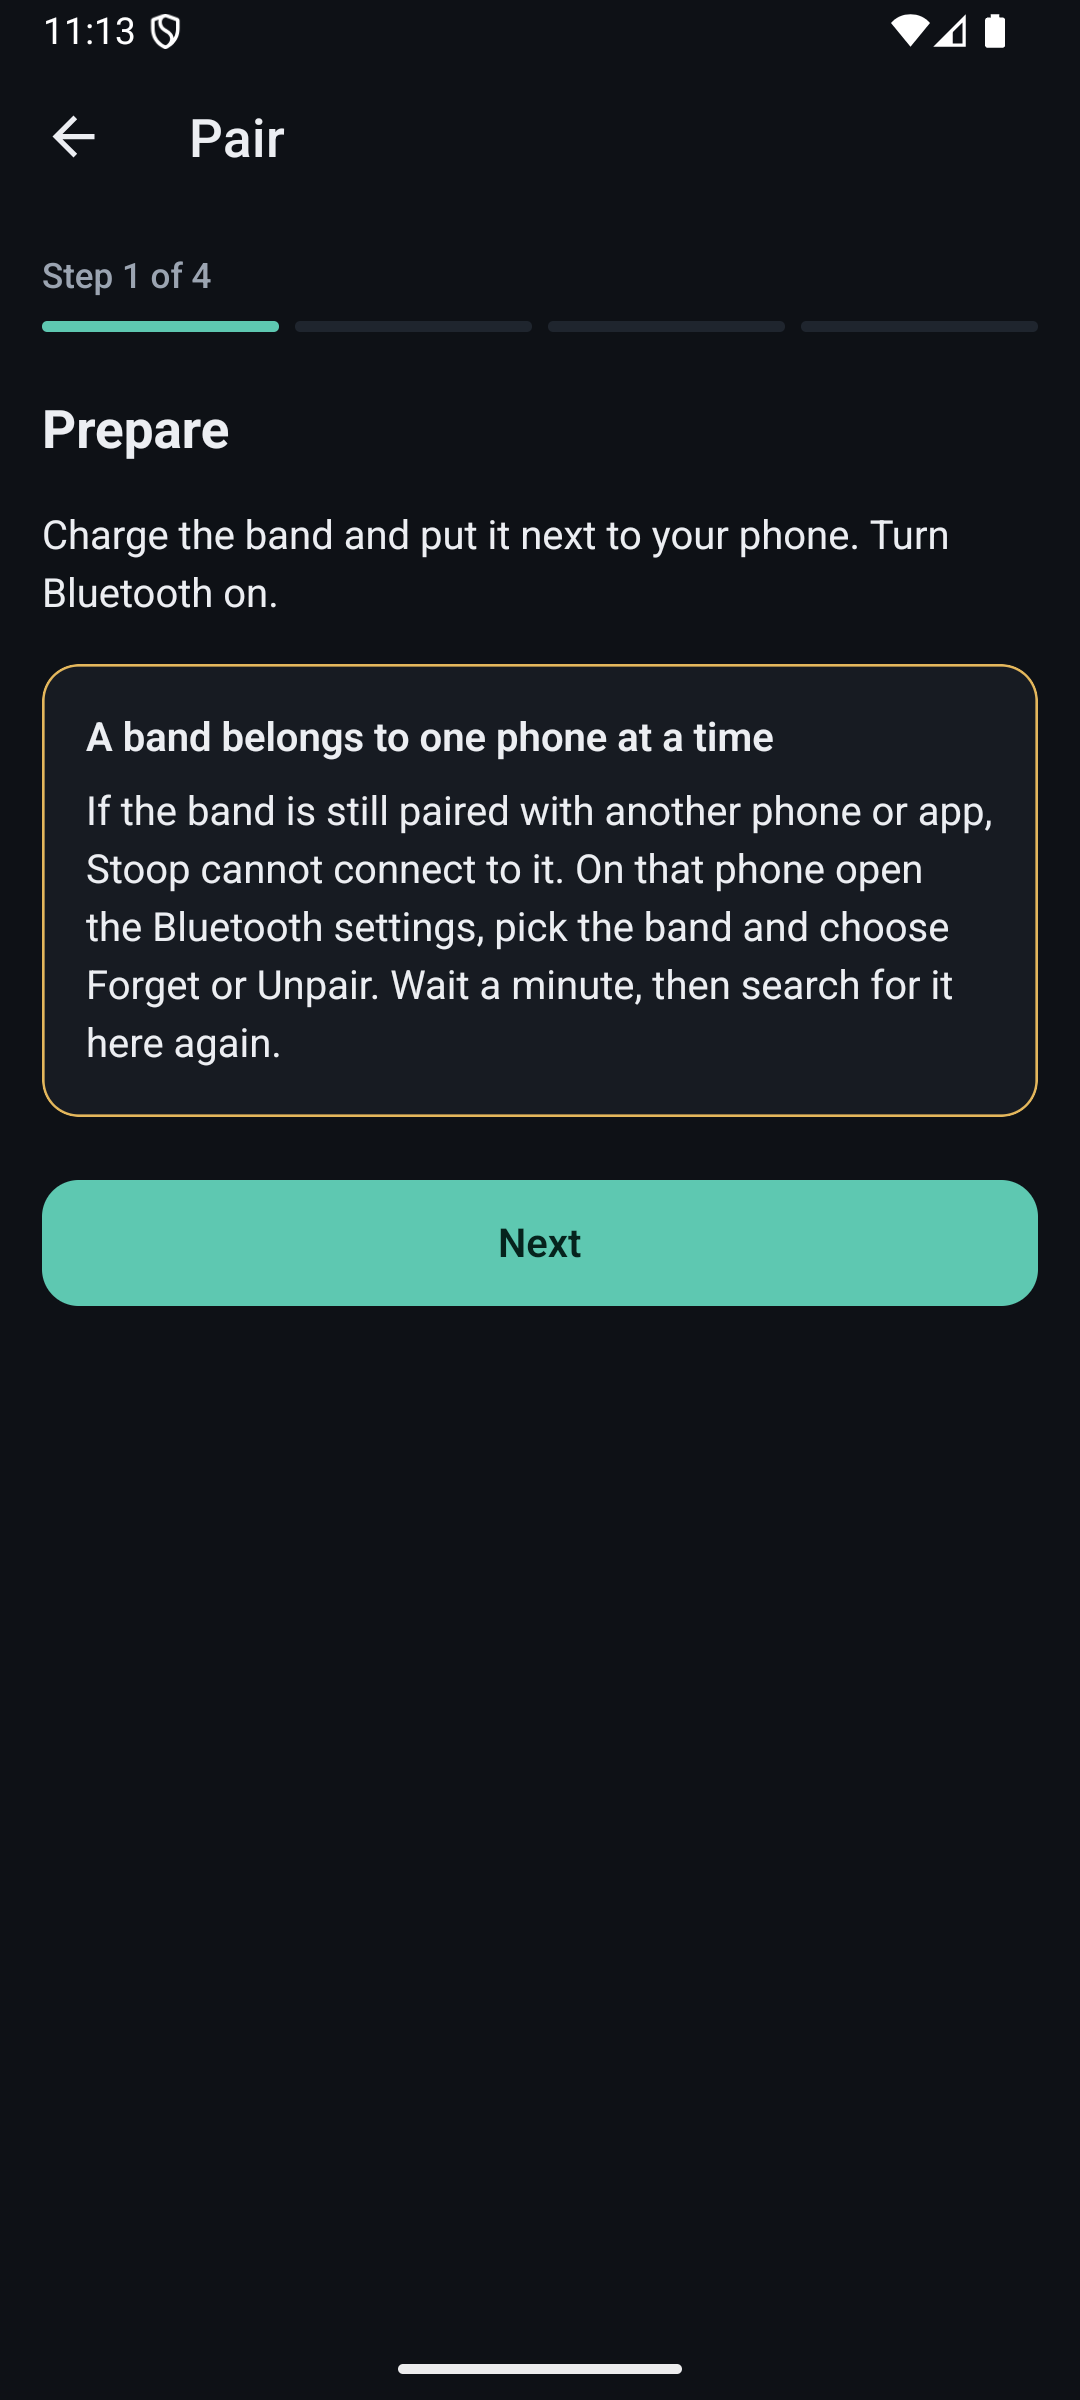 11:13
Pair
Step 1 of 4
Prepare
Charge the band and put it next to your phone. Turn
Bluetooth on.
A band belongs to one phone at a time
If the band is still paired with another phone or app,
Stoop cannot connect to it. On that phone open
the Bluetooth settings, pick the band and choose
Forget or Unpair. Wait a minute, then search for it
here again.
Next